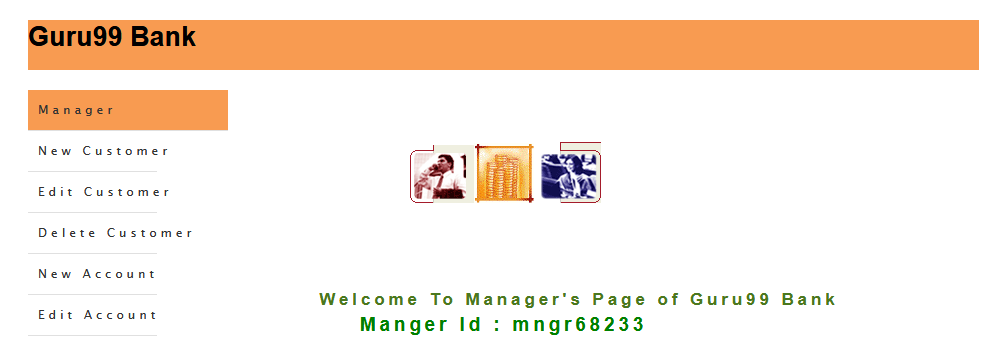 Guru99 Bank
Manager
New Customer
Edit Customer
Delete Customer
New Account
Edit Account
Welcome To Manager's Page of Guru99 Bank
Manger Id : mngr68233